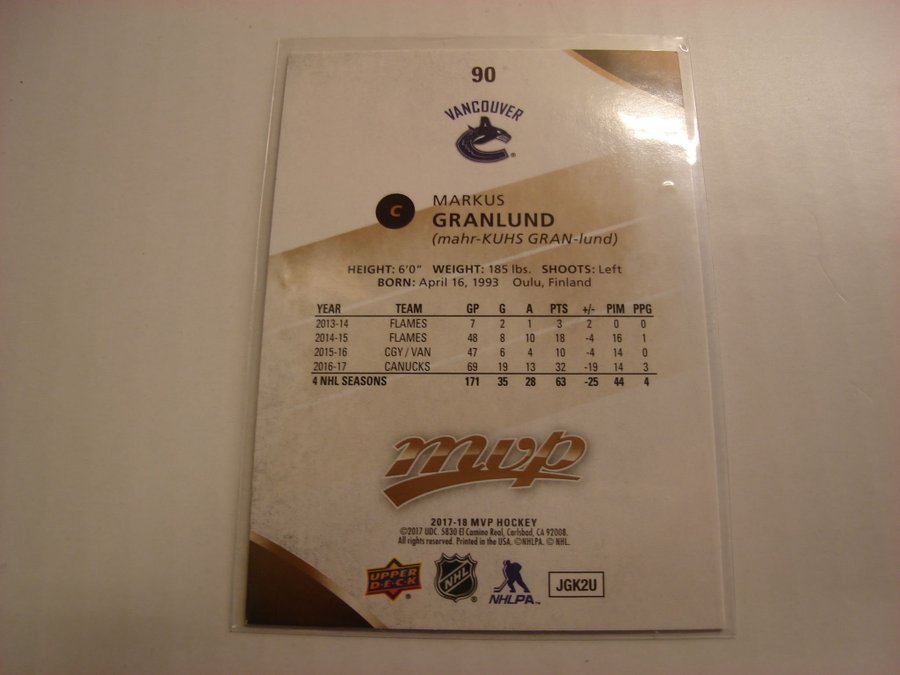 90
VANCOUVER
C
MARKUS
GRANLUND
(mahr-KUHS GRAN-lund)
HEIGHT: 6'0" WEIGHT: 185 lbs. SHOOTS: Left
BORN: April 16, 1993 Oulu, Finland
YEAR TEAM GP G A PTS +/- PIM PPG
2013-14 FLAMES 7 2 1 3 2 0 0
2014-15 FLAMES 48 8 10 18 -4 16 1
2015-16 CGY / VAN 47 6 4 10 -4 14 0
2016-17 CANUCKS 69 19 13 32 -19 14 3
4 NHL SEASONS 171 35 28 63 -25 44 4
mvp
2017-18 MVP HOCKEY
©2017 UDC. 5830 El Camino Real, Carlsbad, CA 92008.
All rights reserved. Printed in the USA. ©NHLPA. © NHL.
UPPER
D·E·C·K
NHL
NHLPA
JGK2U